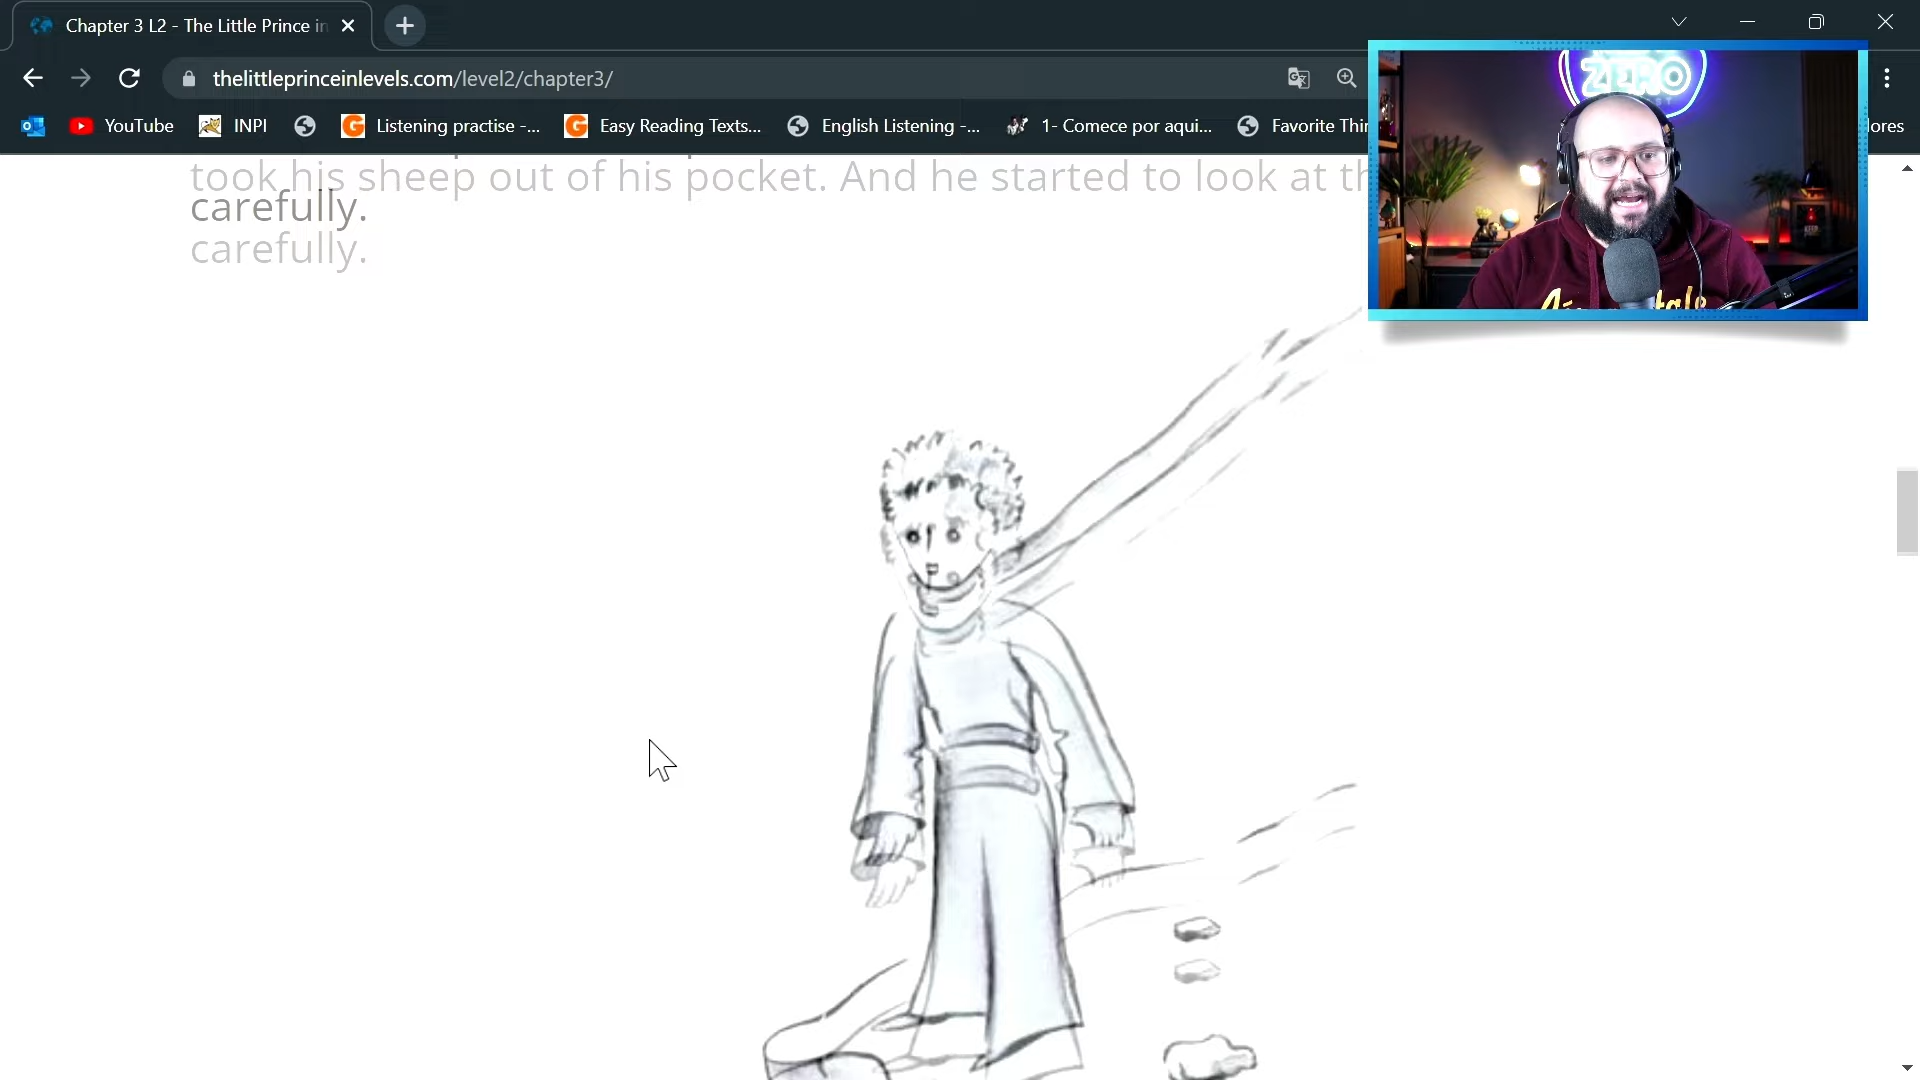 Chapter 3 L2 - The Little Prince in
thelittleprinceinlevels.com/level2/chapter3/
YouTube
INPI
Listening practise -...
Easy Reading Texts...
English Listening -...
1- Comece por aqui...
Favorite Thi
ores
ZERO
took his sheep out of his pocket. And he started to look at th
carefully.
carefully.